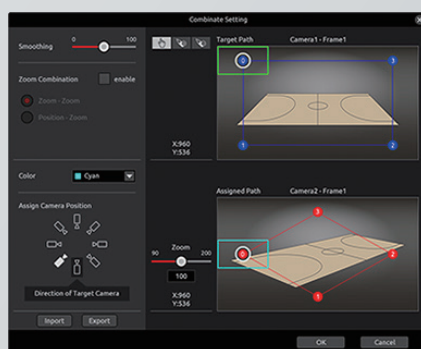 Combinate Setting
Smoothing
0
100
Target Path
Camera1 - Frame1
0
3
Zoom Combination
enable
Zoom - Zoom
Position - Zoom
X:960
Y:536
1
2
Color
Cyan
Assigned Path
Camera2 - Frame1
Assign Camera Position
3
Zoom
90
200
0
2
100
Direction of Target Camera
X:960
Y:536
1
Inport
Export
OK
Cancel